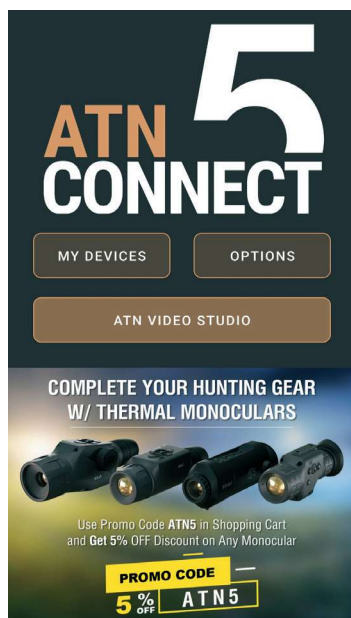 ATN 5
CONNECT
MY DEVICES
OPTIONS
ATN VIDEO STUDIO
COMPLETE YOUR HUNTING GEAR
W/ THERMAL MONOCULARS
Use Promo Code ATN5 in Shopping Cart
and Get 5% OFF Discount on Any Monocular
PROMO CODE
5% OFF ATN5